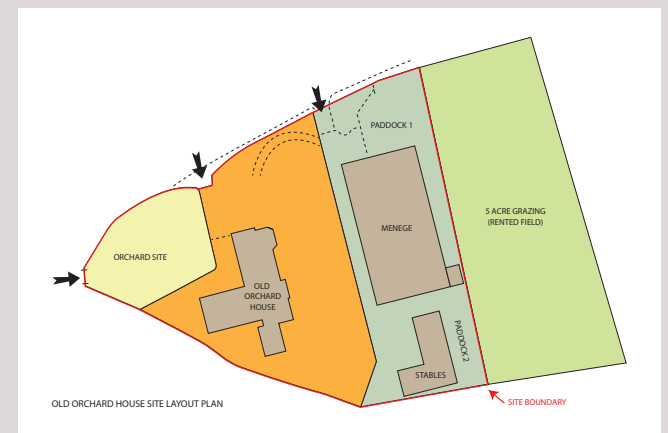 PADDOCK 1
5 ACRE GRAZING
(RENTED FIELD)
MENEGE
ORCHARD SITE
OLD
ORCHARD
HOUSE
PADDOCK 2
STABLES
OLD ORCHARD HOUSE SITE LAYOUT PLAN
SITE BOUNDARY